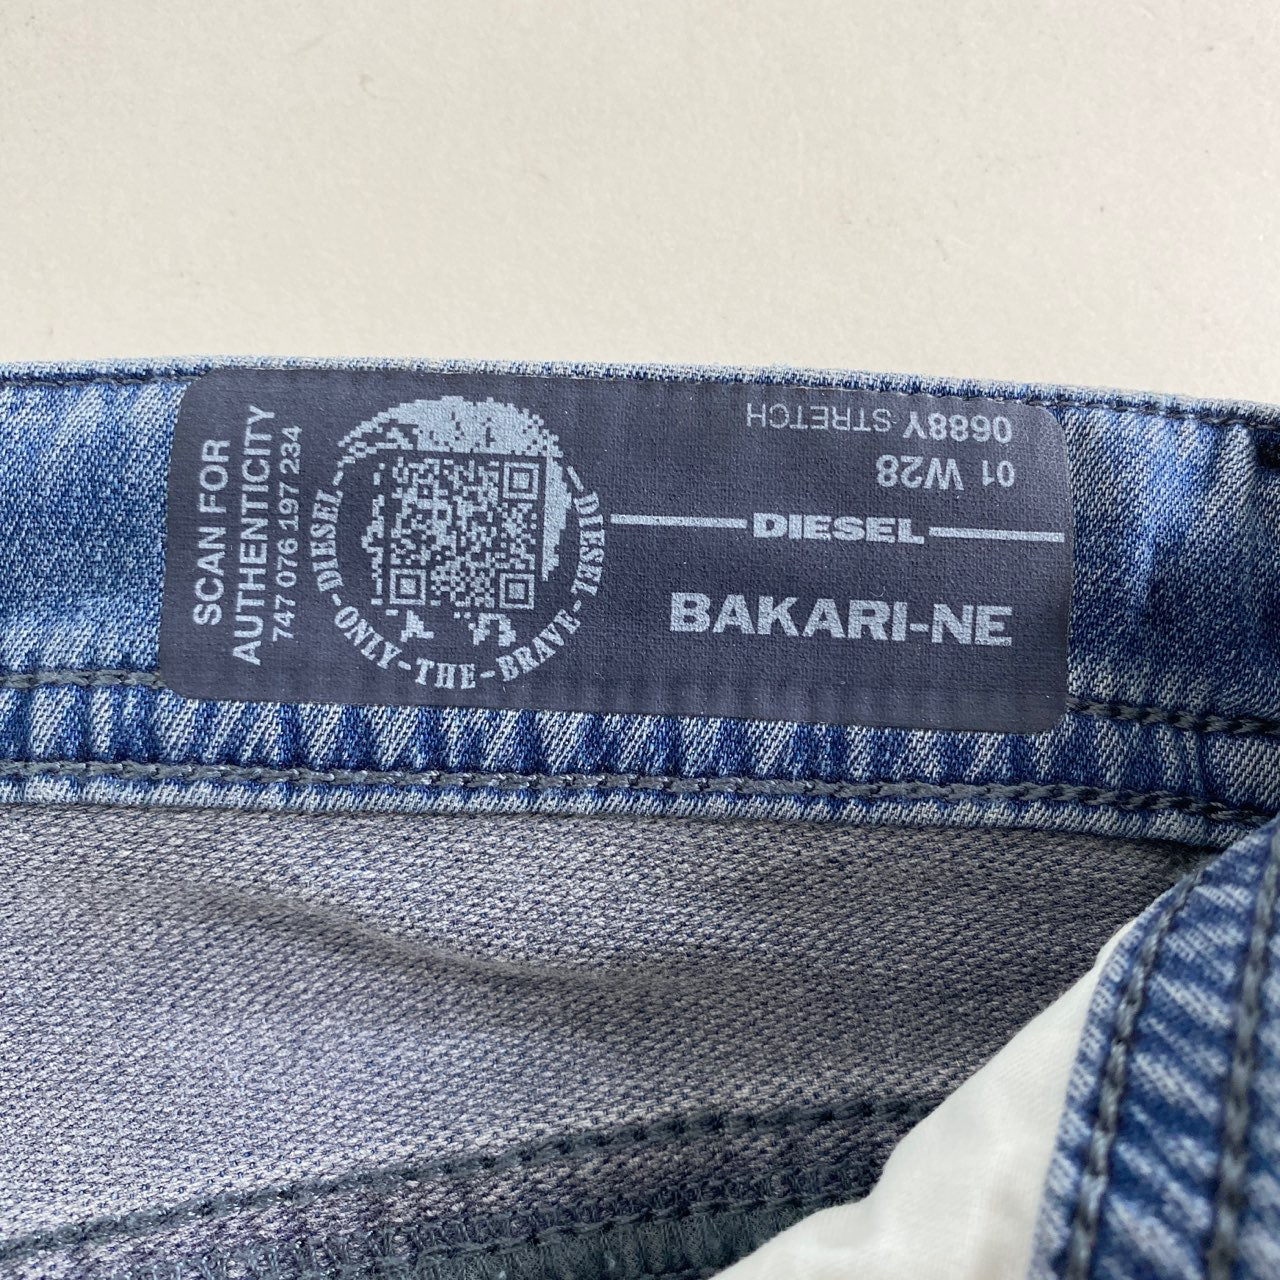 SCAN FOR
AUTHENTICITY
747 076 197 234
DIESEL-ONLY-THE-BRAVE-DIESEL
0688Y-STRETCH
01 W28
DIESEL
BAKARI-NE